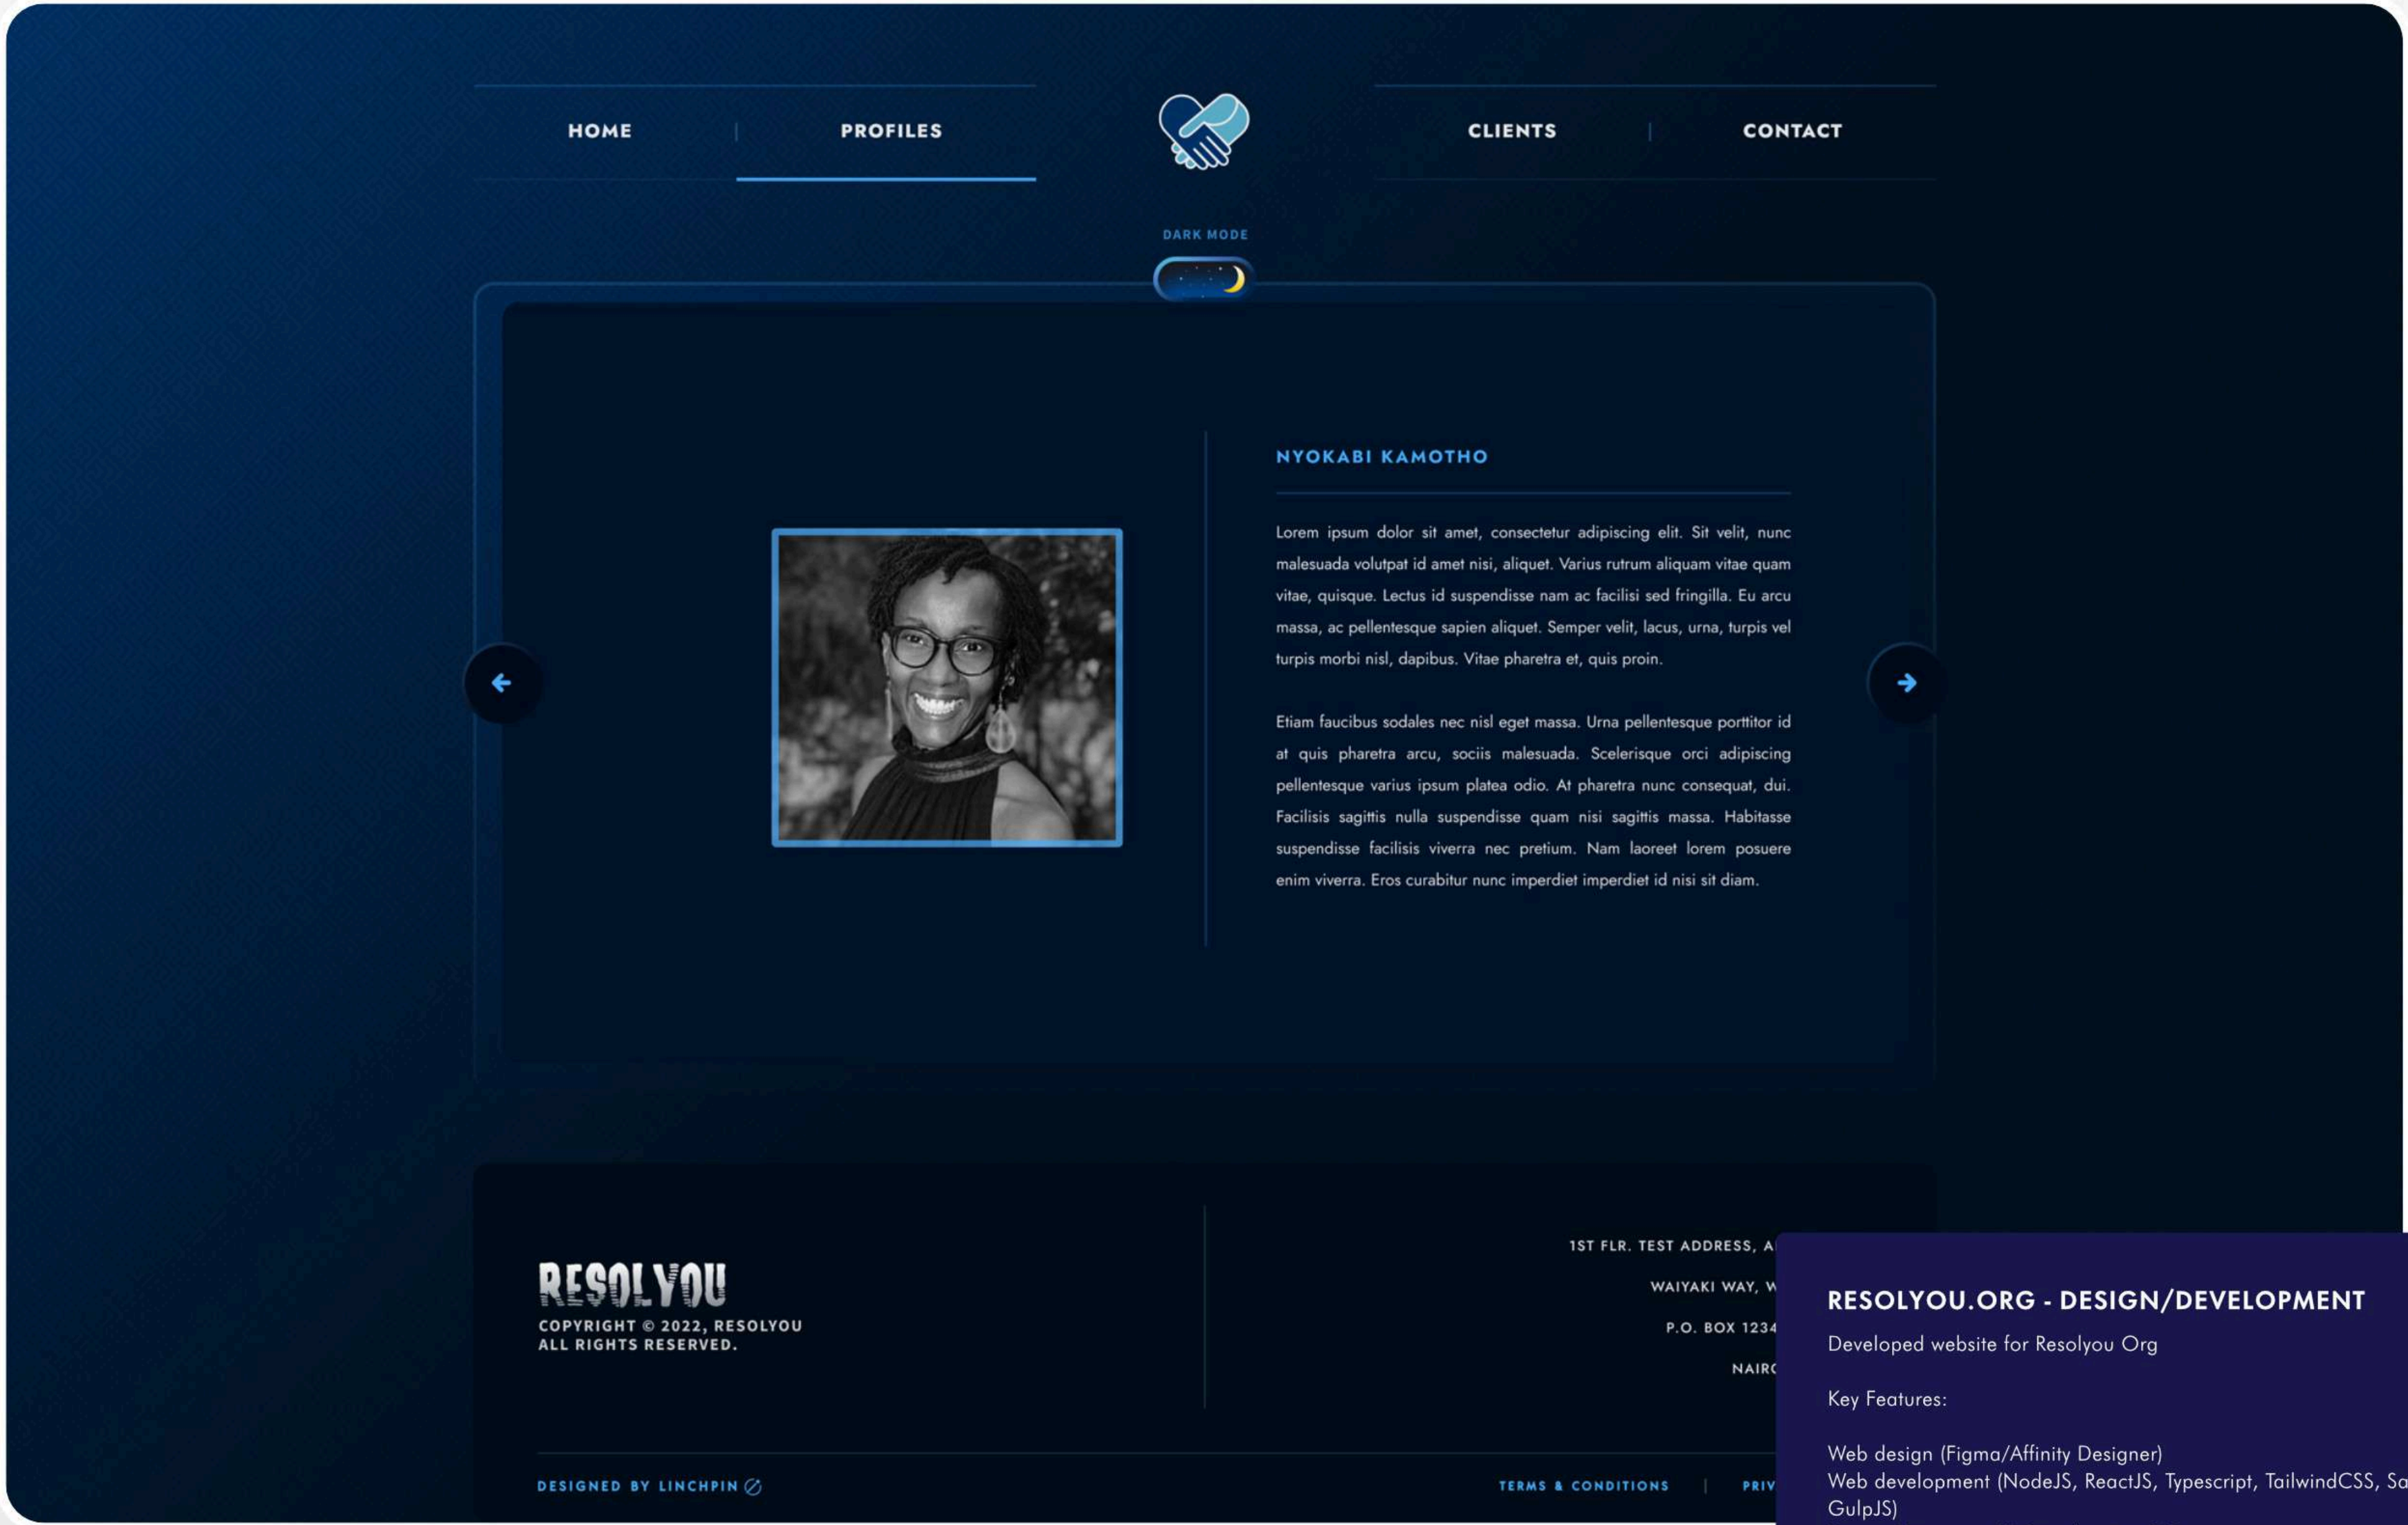 HOME
PROFILES
CLIENTS
CONTACT
DARK MODE
NYOKABI KAMOTHO
Lorem ipsum dolor sit amet, consectetur adipiscing elit. Sit velit, nunc
malesuada volutpat id amet nisi, aliquet. Varius rutrum aliquam vitae quam
vitae, quisque. Lectus id suspendisse nam ac facilisi sed fringilla. Eu arcu
massa, ac pellentesque sapien aliquet. Semper velit, lacus, urna, turpis vel
turpis morbi nisl, dapibus. Vitae pharetra et, quis proin.
Etiam faucibus sodales nec nisl eget massa. Urna pellentesque porttitor id
at quis pharetra arcu, sociis malesuada. Scelerisque orci adipiscing
pellentesque varius ipsum platea odio. At pharetra nunc consequat, dui.
Facilisis sagittis nulla suspendisse quam nisi sagittis massa. Habitasse
suspendisse facilisis viverra nec pretium. Nam laoreet lorem posuere
enim viverra. Eros curabitur nunc imperdiet imperdiet id nisi sit diam.
RESOLYOU
COPYRIGHT © 2022, RESOLYOU
ALL RIGHTS RESERVED.
1ST FLR. TEST ADDRESS,
WAIYAKI WAY,
P.O. BOX 1234
DESIGNED BY LINCHPIN
TERMS & CONDITIONS
RESOLYOU.ORG - DESIGN/DEVELOPMENT
Developed website for Resolyou Org
Key Features:
Web design (Figma/Affinity Designer)
Web development (NodeJS, ReactJS, Typescript, TailwindCSS,
GulpJS)